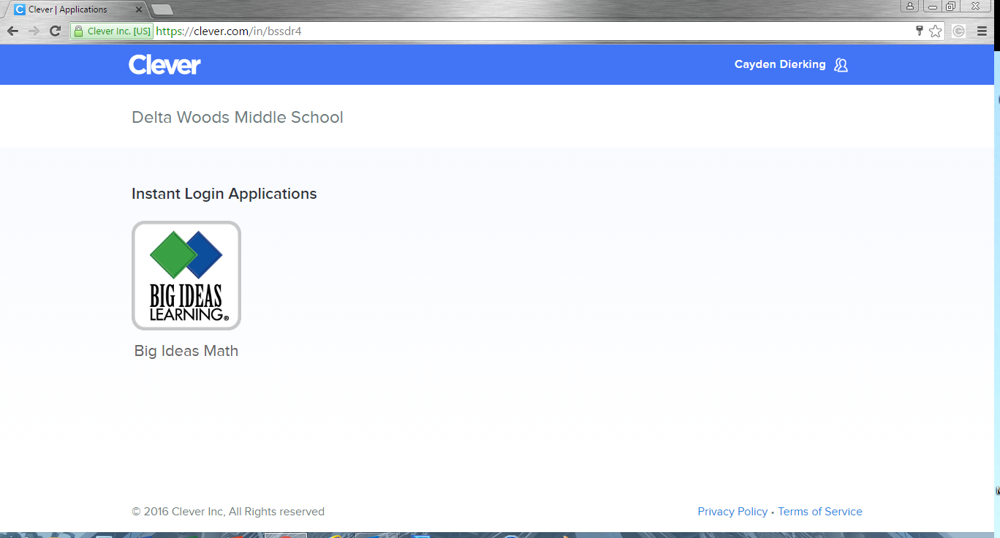 Clever | Applications
Clever Inc. [US] https://clever.com/in/bssdr4
Clever
Cayden Dierking
Delta Woods Middle School
Instant Login Applications
BIG IDEAS
LEARNING®
Big Ideas Math
© 2016 Clever Inc, All Rights reserved
Privacy Policy • Terms of Service